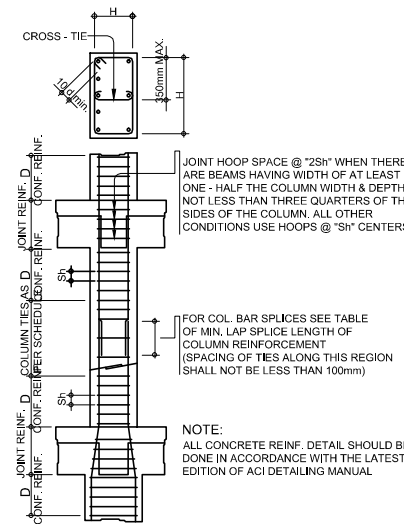 H
CROSS - TIE
10 d min.
350mm MAX.
H
JOINT HOOP SPACE @ "2Sh" WHEN THERE
ARE BEAMS HAVING WIDTH OF AT LEAST
ONE - HALF THE COLUMN WIDTH & DEPTH
NOT LESS THAN THREE QUARTERS OF TH
SIDES OF THE COLUMN. ALL OTHER
CONDITIONS USE HOOPS @ "Sh" CENTERS
D
CONF. REINF.
JOINT REINF.
D
CONF. REINF.
Sh
COLUMN TIES AS
PER SCHEDULE
FOR COL. BAR SPLICES SEE TABLE
OF MIN. LAP SPLICE LENGTH OF
COLUMN REINFORCEMENT
(SPACING OF TIES ALONG THIS REGION
SHALL NOT BE LESS THAN 100mm)
D
CONF. REINF.
Sh
JOINT REINF.
D
CONF. REINF.
NOTE:
ALL CONCRETE REINF. DETAIL SHOULD BE
DONE IN ACCORDANCE WITH THE LATEST
EDITION OF ACI DETAILING MANUAL